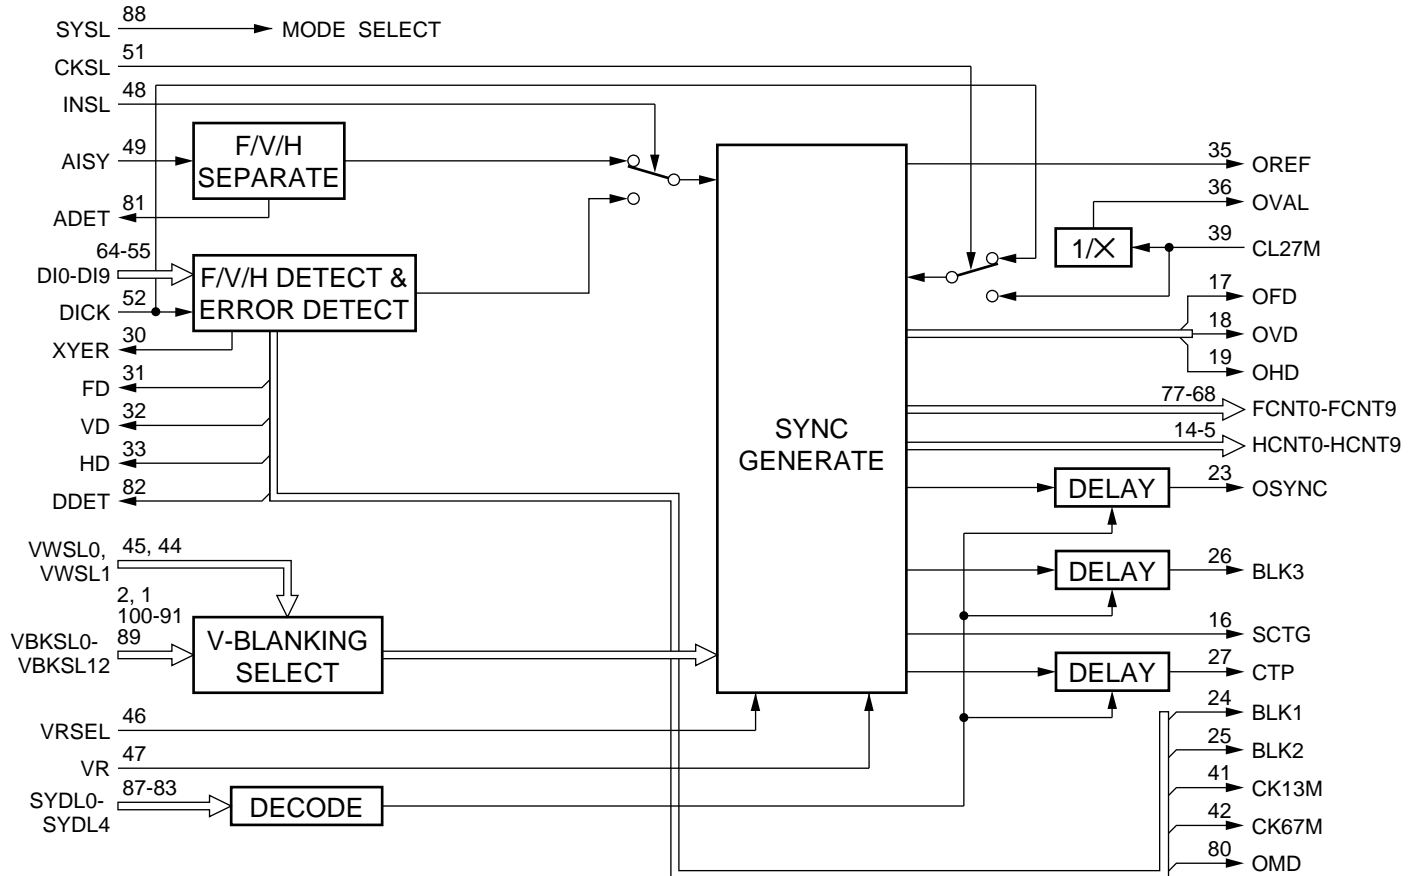 SYSL 88 MODE SELECT
CKSL 51
INSL 48
AISY 49
F/V/H
SEPARATE
ADET 81
64-55
DI0-DI9
F/V/H DETECT &
ERROR DETECT
DICK 52
XYER 30
FD 31
VD 32
HD 33
DDET 82
VWSL0,
VWSL1
45, 44
2, 1
100-91
89
VBKSL0-
VBKSL12
V-BLANKING
SELECT
VRSEL 46
VR 47
SYDL0-
SYDL4
87-83
DECODE
SYNC
GENERATE
35 OREF
36 OVAL
1/X
39 CL27M
17 OFD
18 OVD
19 OHD
77-68 FCNT0-FCNT9
14-5 HCNT0-HCNT9
DELAY 23 OSYNC
DELAY 26 BLK3
16 SCTG
DELAY 27 CTP
24 BLK1
25 BLK2
41 CK13M
42 CK67M
80 OMD